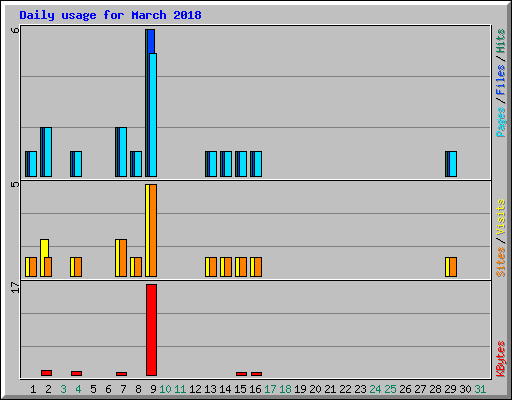 Daily usage for March 2018
6
Pages / Files / Hits
5
Sites / Visits
17
KBytes
1 2 3 4 5 6 7 8 9 10 11 12 13 14 15 16 17 18 19 20 21 22 23 24 25 26 27 28 29 30 31